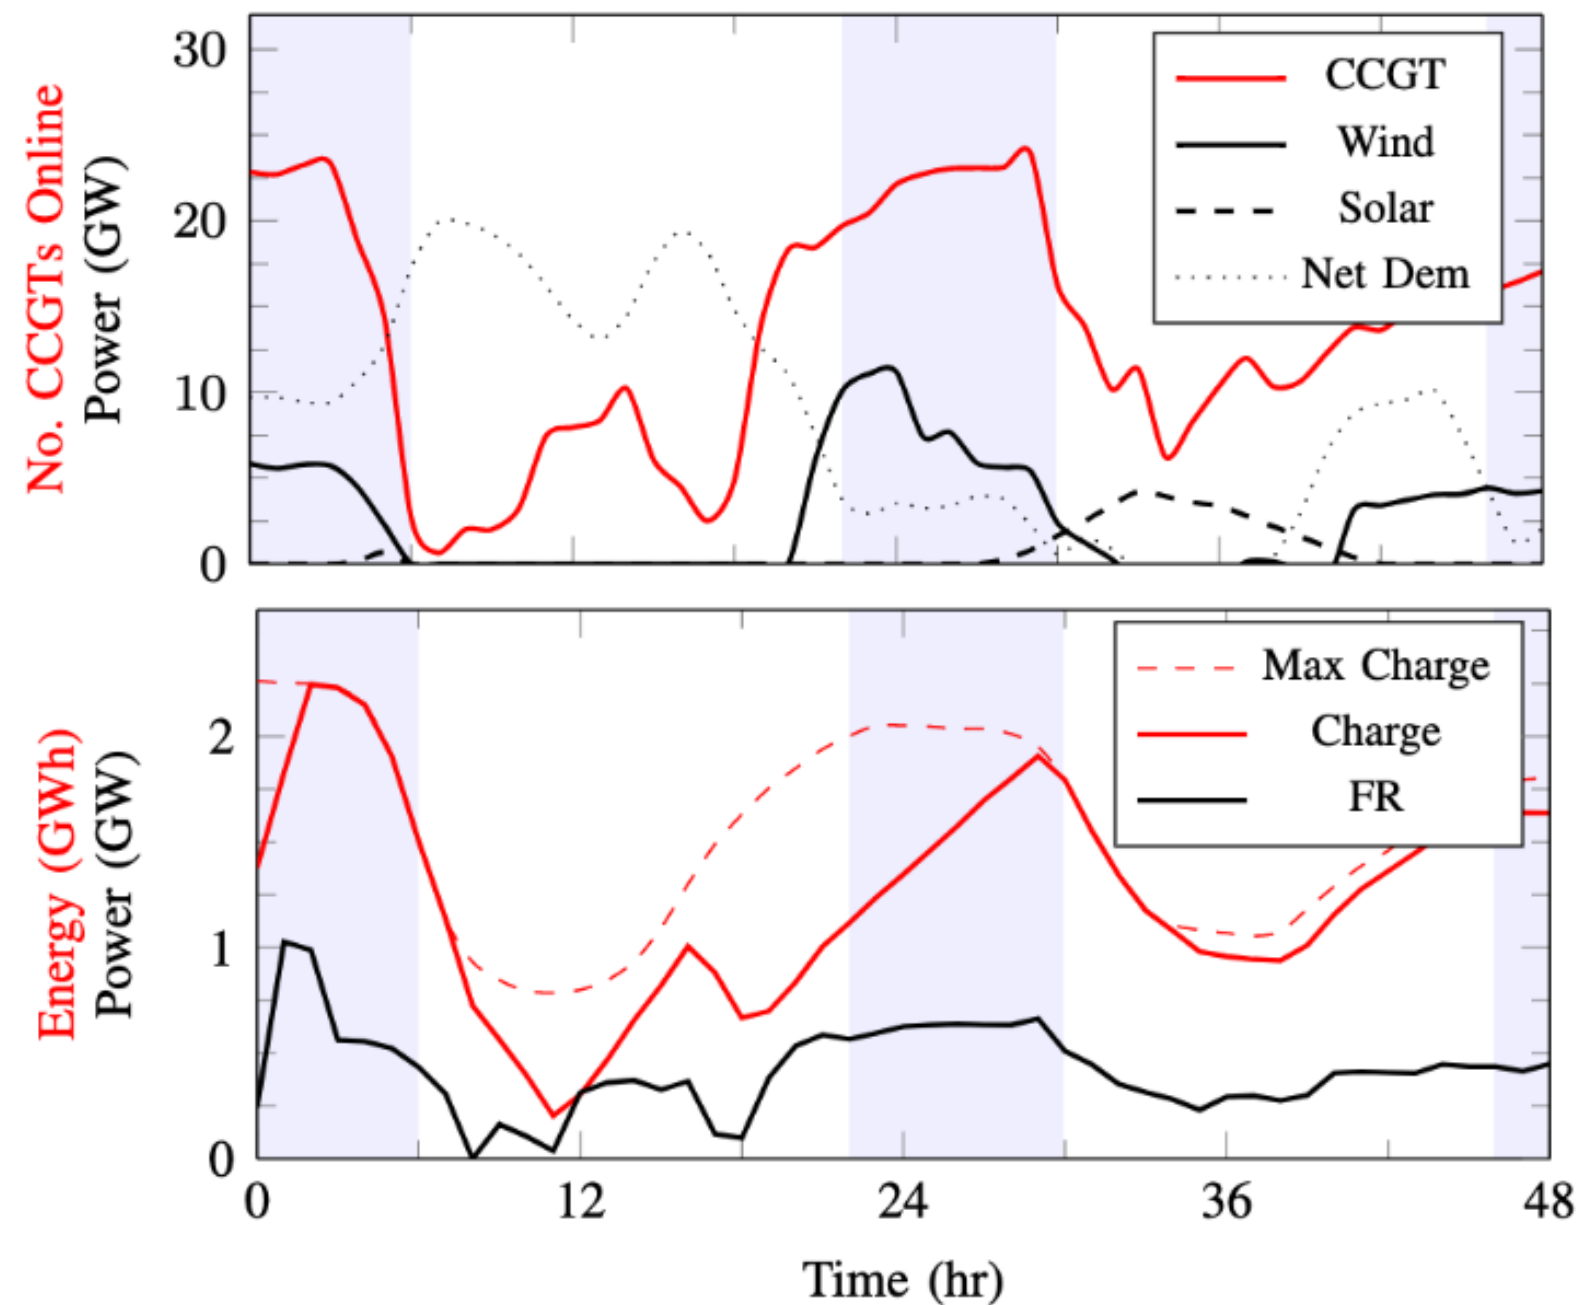 No. CCGTs Online
Power (GW)
30
20
10
0
CCGT
Wind
Solar
Net Dem
Energy (GWh)
Power (GW)
2
1
0
Max Charge
Charge
FR
0 12 24 36 48
Time (hr)